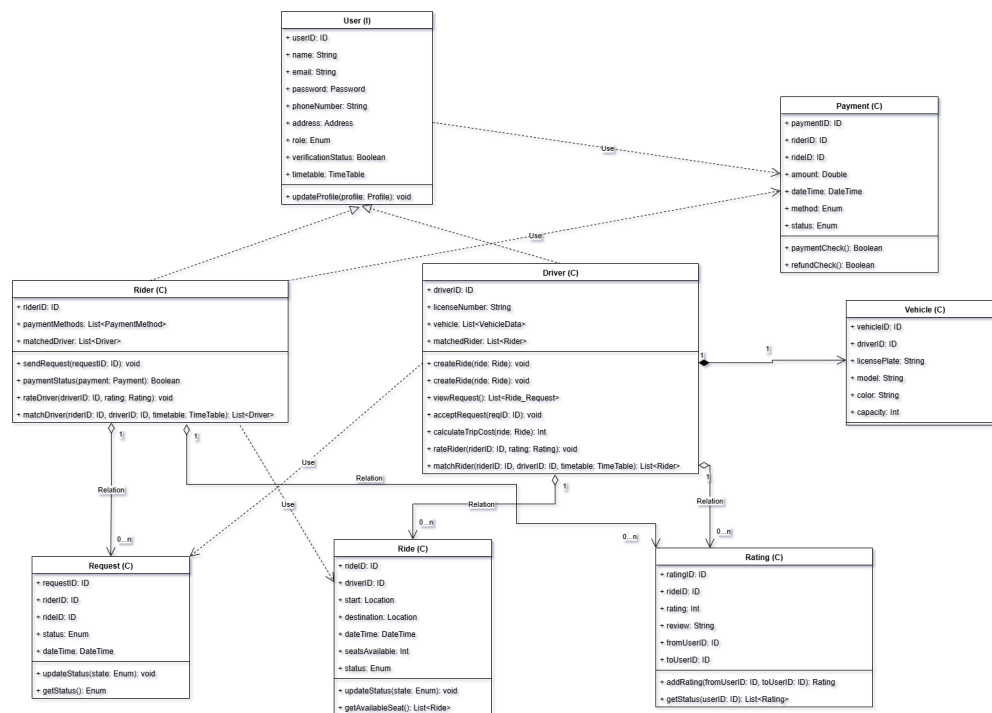 User (I)
+ userID: ID
+ name: String
+ email: String
+ password: Password
+ phoneNumber: String
+ address: Address
+ role: Enum
+ verificationStatus: Boolean
+ timetable: TimeTable
+ updateProfile(profile: Profile): void
Payment (C)
+ paymentID: ID
+ riderID: ID
+ rideID: ID
+ amount: Double
+ dateTime: DateTime
+ method: Enum
+ status: Enum
+ paymentCheck(): Boolean
+ refundCheck(): Boolean
Use
Use
Rider (C)
+ riderID: ID
+ paymentMethods: List<PaymentMethod>
+ matchedDriver: List<Driver>
+ sendRequest(requestID: ID): void
+ paymentStatus(payment: Payment): Boolean
+ rateDriver(driverID: ID, rating: Rating): void
+ matchDriver(riderID: ID, driverID: ID, timetable: TimeTable): List<Driver>
Driver (C)
+ driverID: ID
+ licenseNumber: String
+ vehicle: List<VehicleData>
+ matchedRider: List<Rider>
+ createRide(ride: Ride): void
+ createRide(ride: Ride): void
+ viewRequest(): List<Ride_Request>
+ acceptRequest(reqID: ID): void
+ calculateTripCost(ride: Ride): Int
+ rateRider(riderID: ID, rating: Rating): void
+ matchRider(riderID: ID, driverID: ID, timetable: TimeTable): List<Rider>
Vehicle (C)
+ vehicleID: ID
+ driverID: ID
+ licensePlate: String
+ model: String
+ color: String
+ capacity: Int
1
1
1
1
1
1
Use
Use
Relation
Relation
Relation
Relation
0...n
0...n
0...n
0...n
Request (C)
+ requestID: ID
+ riderID: ID
+ rideID: ID
+ status: Enum
+ dateTime: DateTime
+ updateStatus(state: Enum): void
+ getStatus(): Enum
Ride (C)
+ rideID: ID
+ driverID: ID
+ start: Location
+ destination: Location
+ dateTime: DateTime
+ seatsAvailable: Int
+ status: Enum
+ updateStatus(state: Enum): void
+ getAvailableSeat(): List<Ride>
Rating (C)
+ ratingID: ID
+ rideID: ID
+ rating: Int
+ review: String
+ fromUserID: ID
+ toUserID: ID
+ addRating(fromUserID: ID, toUserID: ID): Rating
+ getStatus(userID: ID): List<Rating>